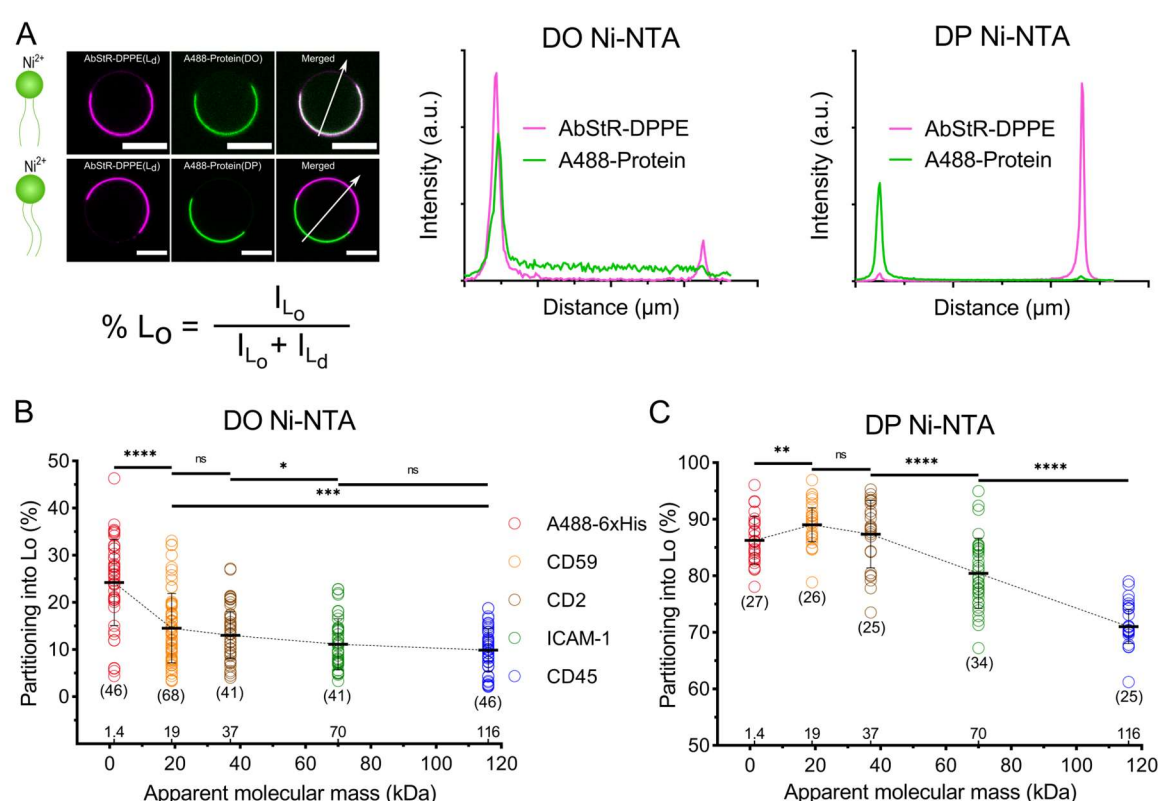 A
Ni2+
AbStR-DPPE(Ld)
A488-Protein(DO)
Merged
Ni2+
AbStR-DPPE(Ld)
A488-Protein(DP)
Merged
% Lo = ILo / ILo + ILd
DO Ni-NTA
Intensity (a.u.)
AbStR-DPPE
A488-Protein
Distance (µm)
DP Ni-NTA
Intensity (a.u.)
AbStR-DPPE
A488-Protein
Distance (µm)
B
DO Ni-NTA
**** ns * ns
***
Partitioning into Lo (%)
50
40
30
20
10
0
(46) (68) (41) (41) (46)
1.4 19 37 70 116
0 20 40 60 80 100 120
Apparent molecular mass (kDa)
A488-6xHis
CD59
CD2
ICAM-1
CD45
C
DP Ni-NTA
** ns **** ****
Partitioning into Lo (%)
100
90
80
70
60
50
(27) (26) (25) (34) (25)
1.4 19 37 70 116
0 20 40 60 80 100 120
Apparent molecular mass (kDa)